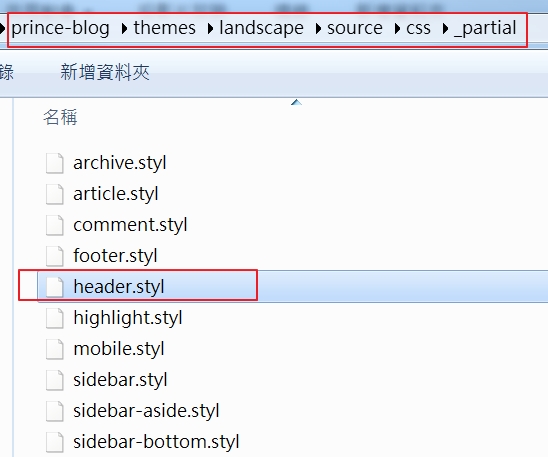 prince-blog ▸ themes ▸ landscape ▸ source ▸ css ▸ _partial
錄 新增資料夾
名稱
archive.styl
article.styl
comment.styl
footer.styl
header.styl
highlight.styl
mobile.styl
sidebar.styl
sidebar-aside.styl
sidebar-bottom.styl